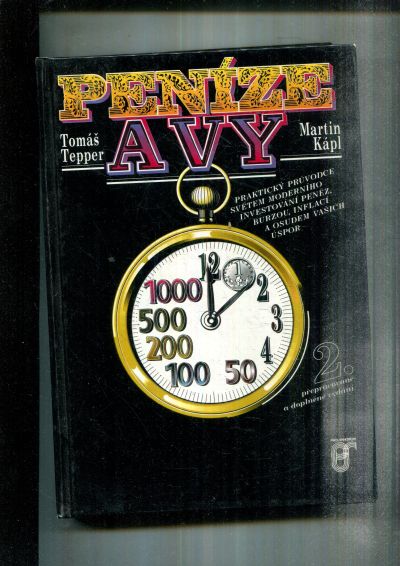 PENÍZE
A VY
Tomáš
Tepper
Martin
Kápl
PRAKTICKÝ PRŮVODCE
SVĚTEM MODERNÍHO
INVESTOVÁNÍ PENĚZ,
BURZOU, INFLACÍ
A OSUDEM VAŠICH
ÚSPOR
12
1
2
3
4
1000
500
200
100
50
2.
přepracované
a doplněné vydání